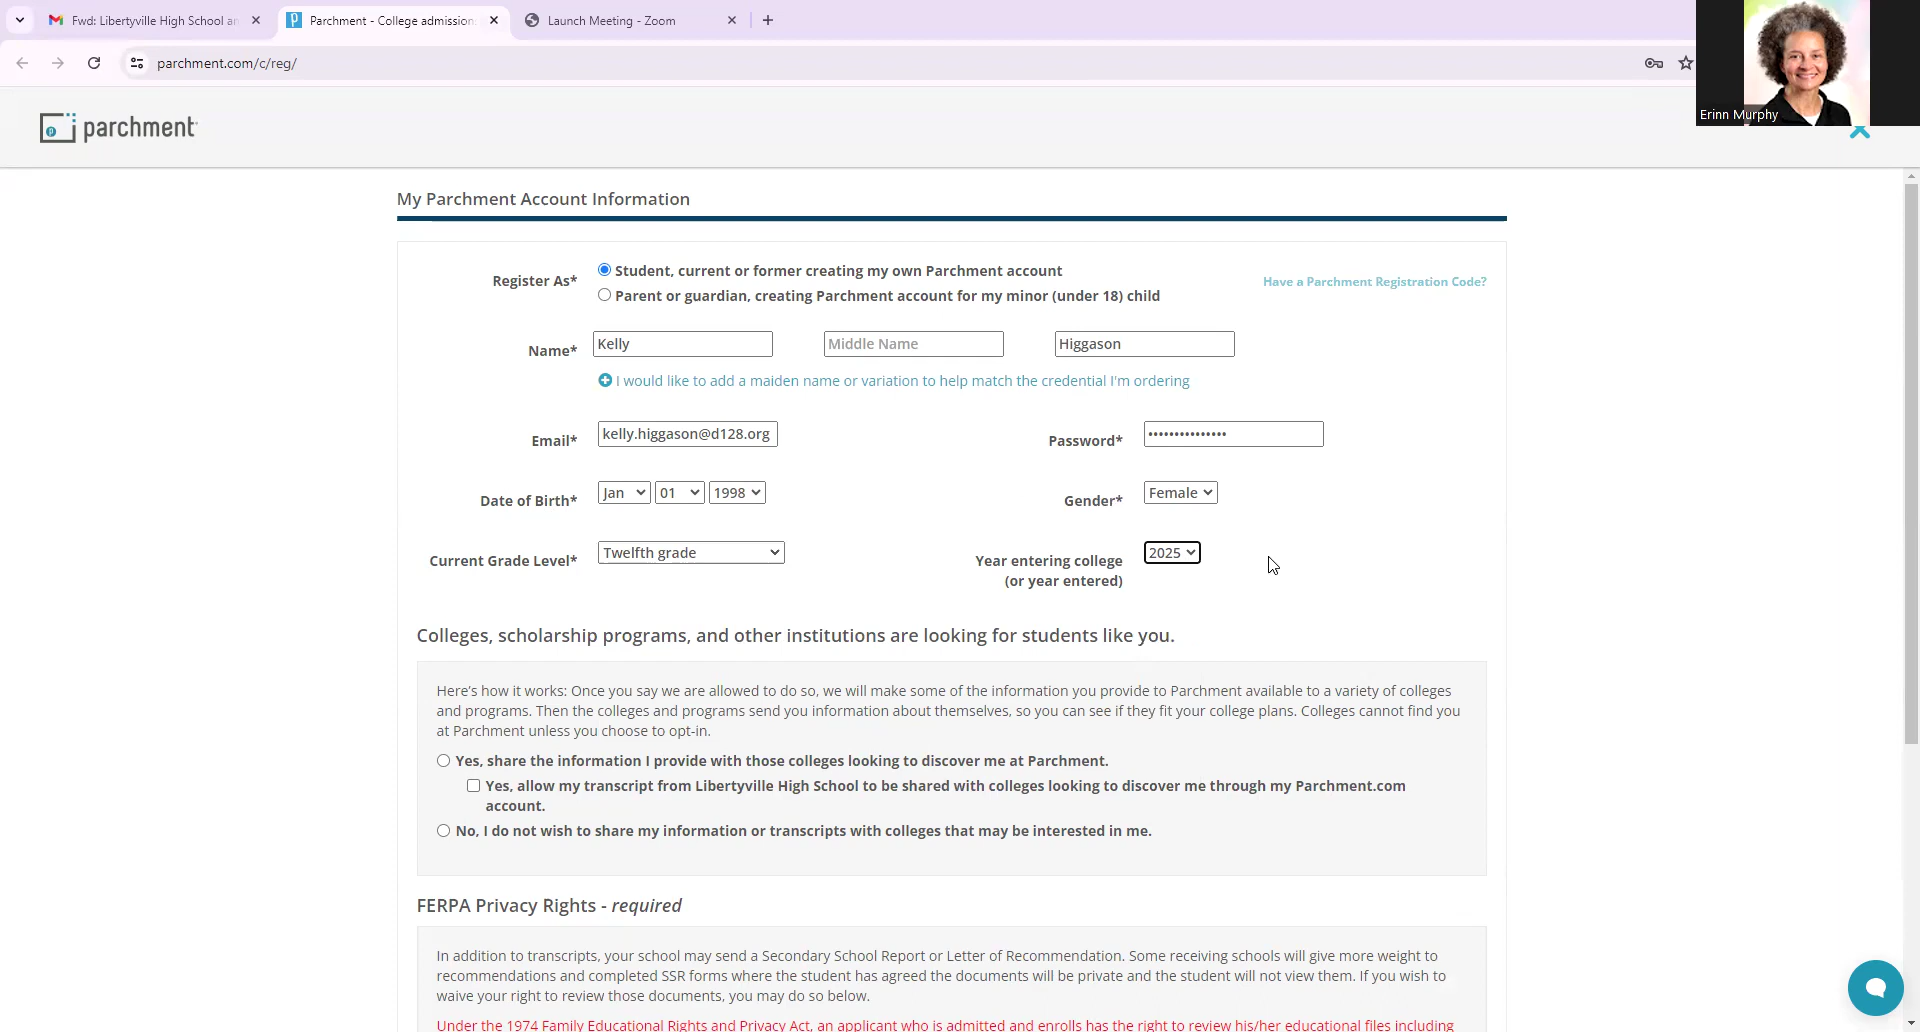 Fwd: Libertyville High School an
Parchment - College admission
Launch Meeting - Zoom
parchment.com/c/reg/
Erinn Murphy
parchment
My Parchment Account Information
Register As*
Student, current or former creating my own Parchment account
Parent or guardian, creating Parchment account for my minor (under 18) child
Have a Parchment Registration Code?
Name*
Kelly
Middle Name
Higgason
I would like to add a maiden name or variation to help match the credential I'm ordering
Email*
kelly.higgason@d128.org
Password*
•••••••••••••••
Date of Birth*
Jan
01
1998
Gender*
Female
Current Grade Level*
Twelfth grade
Year entering college
(or year entered)
2025
Colleges, scholarship programs, and other institutions are looking for students like you.
Here's how it works: Once you say we are allowed to do so, we will make some of the information you provide to Parchment available to a variety of colleges
and programs. Then the colleges and programs send you information about themselves, so you can see if they fit your college plans. Colleges cannot find you
at Parchment unless you choose to opt-in.
Yes, share the information I provide with those colleges looking to discover me at Parchment.
Yes, allow my transcript from Libertyville High School to be shared with colleges looking to discover me through my Parchment.com
account.
No, I do not wish to share my information or transcripts with colleges that may be interested in me.
FERPA Privacy Rights - required
In addition to transcripts, your school may send a Secondary School Report or Letter of Recommendation. Some receiving schools will give more weight to
recommendations and completed SSR forms where the student has agreed the documents will be private and the student will not view them. If you wish to
waive your right to review those documents, you may do so below.
Under the 1974 Family Educational Rights and Privacy Act, an applicant who is admitted and enrolls has the right to review his/her educational files including